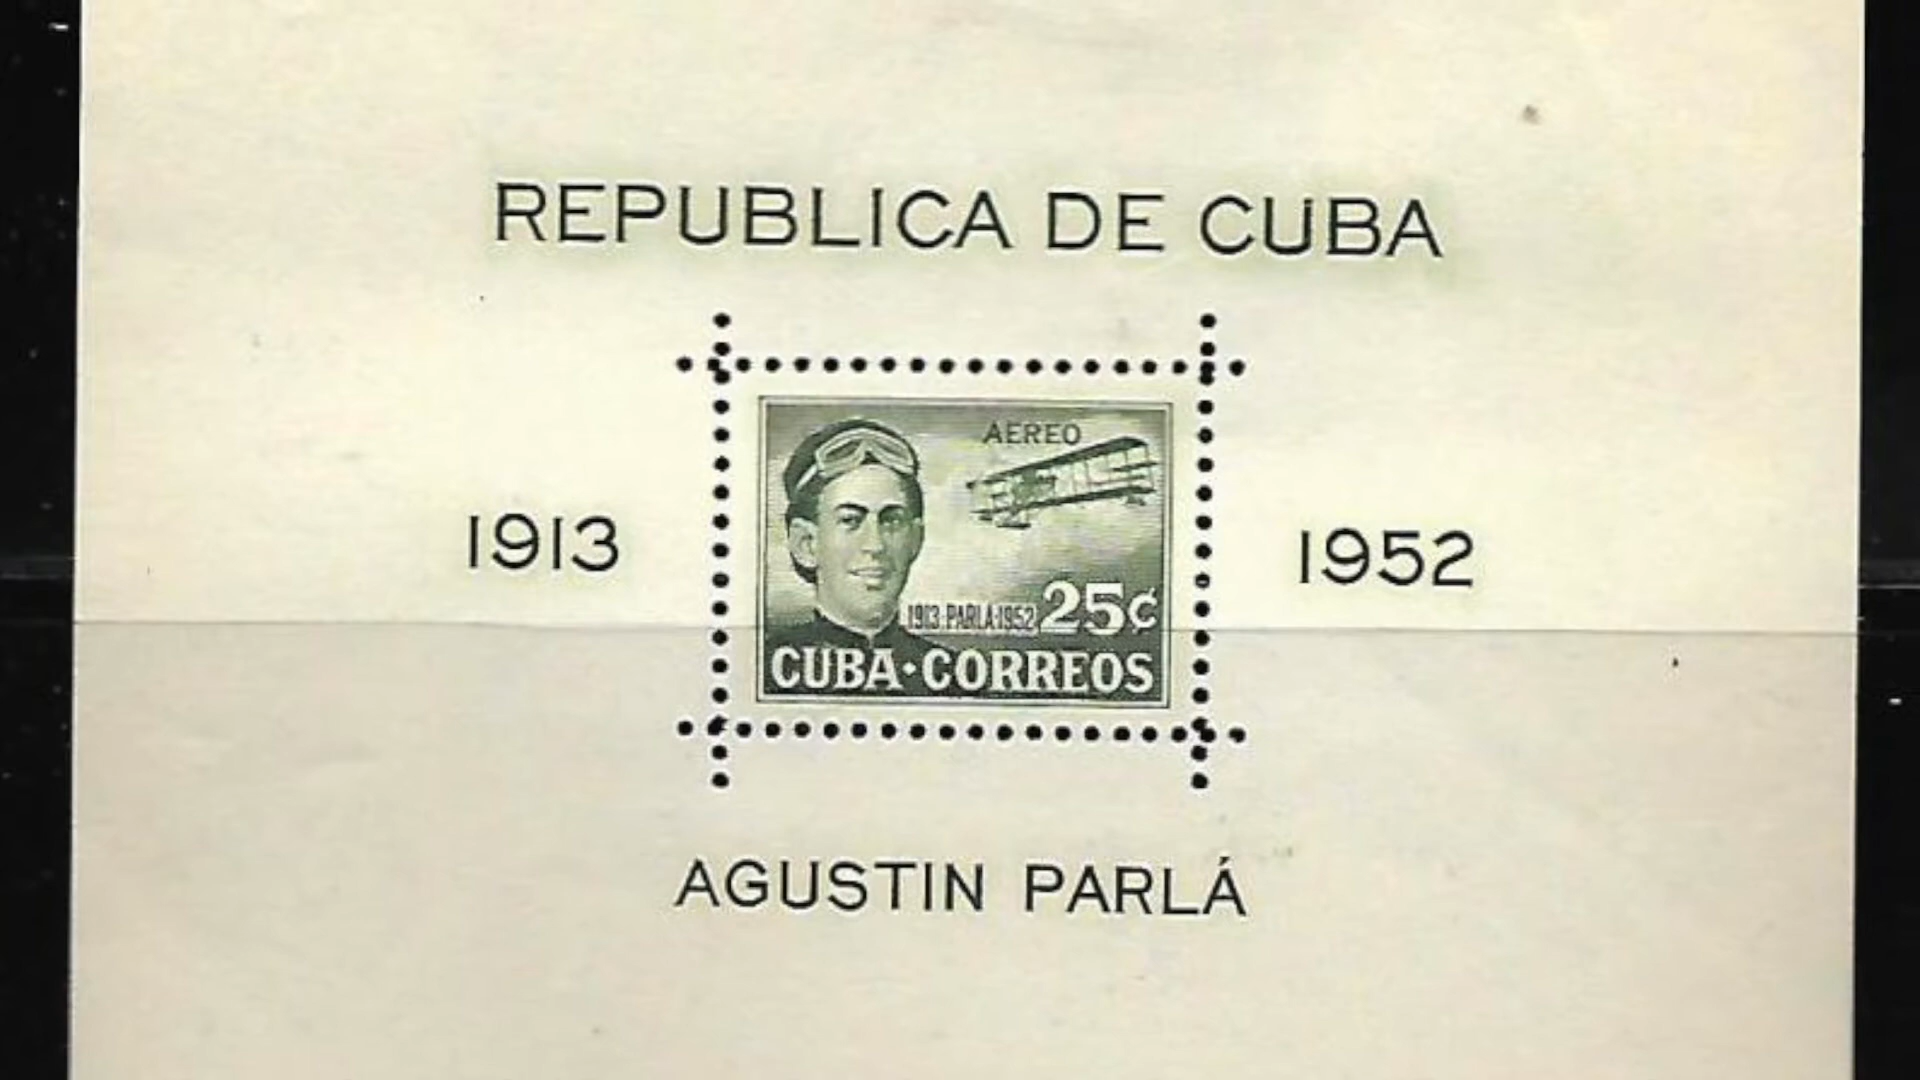 REPUBLICA DE CUBA
1913
1952
AEREO
1913·PARLA·1952
25¢
CUBA·CORREOS
AGUSTIN PARLÁ